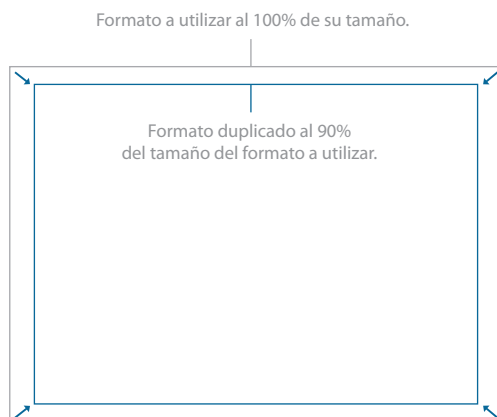 Formato a utilizar al 100% de su tamaño.
Formato duplicado al 90%
del tamaño del formato a utilizar.